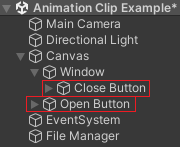 Animation Clip Example*
Main Camera
Directional Light
Canvas
Window
Close Button
Open Button
EventSystem
File Manager